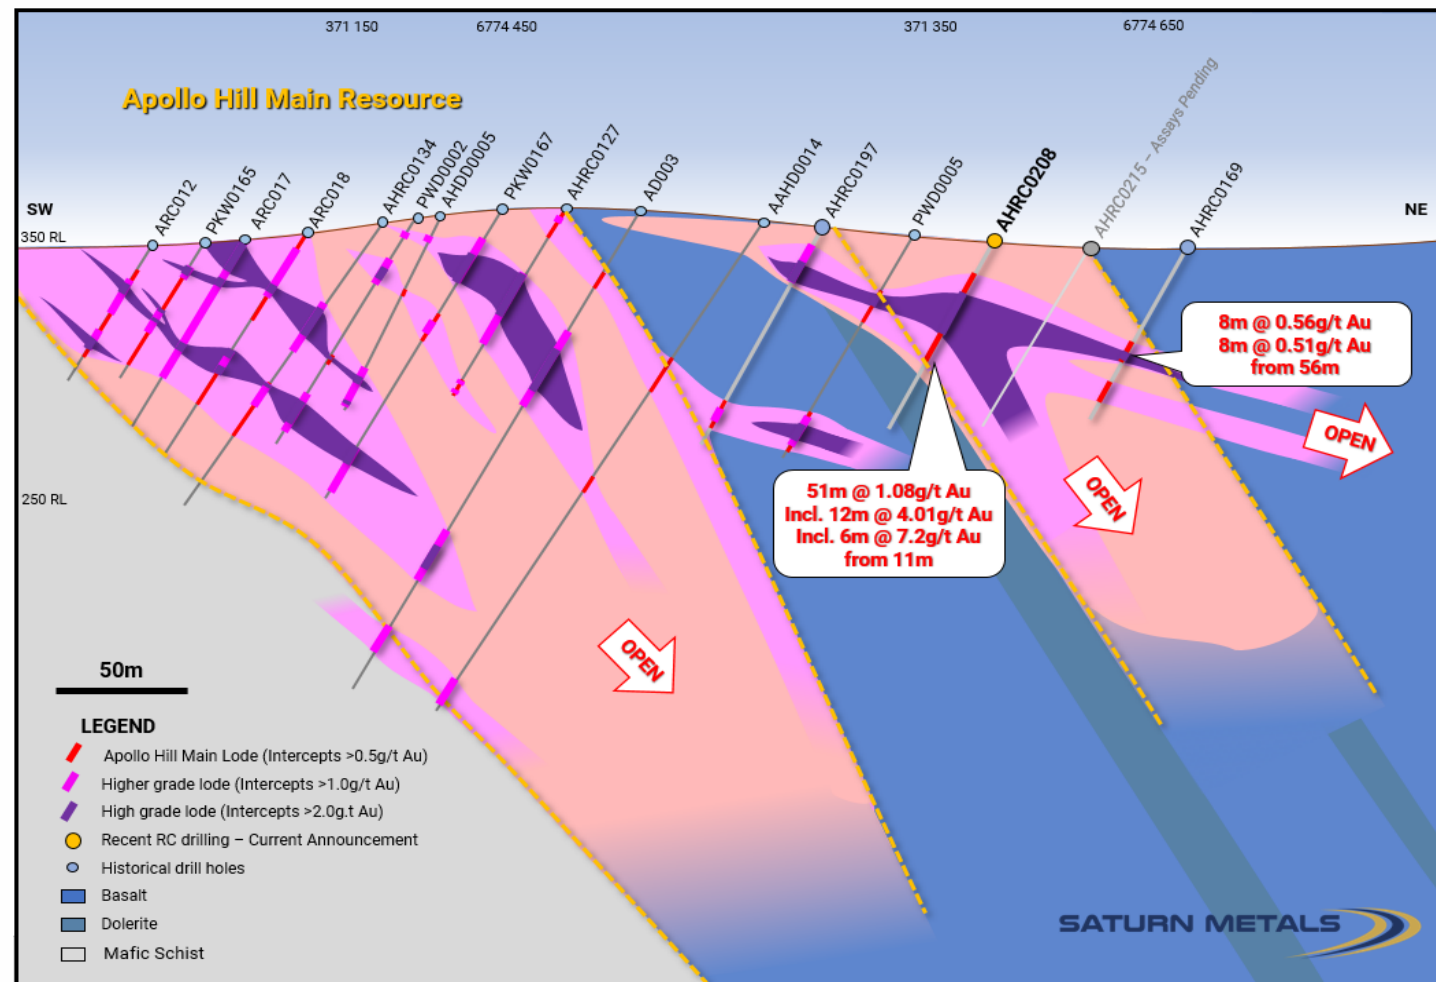 371 150
6774 450
371 350
6774 650
Apollo Hill Main Resource
SW
NE
350 RL
250 RL
ARC012
PKW0165
ARC017
ARC018
AHRC0134
PWD0002
AHDD0005
PKW0167
AHRC0127
AD003
AAHD0014
AHRC0197
PWD0005
AHRC0208
AHRC0215 – Assays Pending
AHRC0169
8m @ 0.56g/t Au
8m @ 0.51g/t Au
from 56m
OPEN
OPEN
51m @ 1.08g/t Au
Incl. 12m @ 4.01g/t Au
Incl. 6m @ 7.2g/t Au
from 11m
OPEN
50m
LEGEND
Apollo Hill Main Lode (Intercepts >0.5g/t Au)
Higher grade lode (Intercepts >1.0g/t Au)
High grade lode (Intercepts >2.0g.t Au)
Recent RC drilling – Current Announcement
Historical drill holes
Basalt
Dolerite
Mafic Schist
SATURN METALS